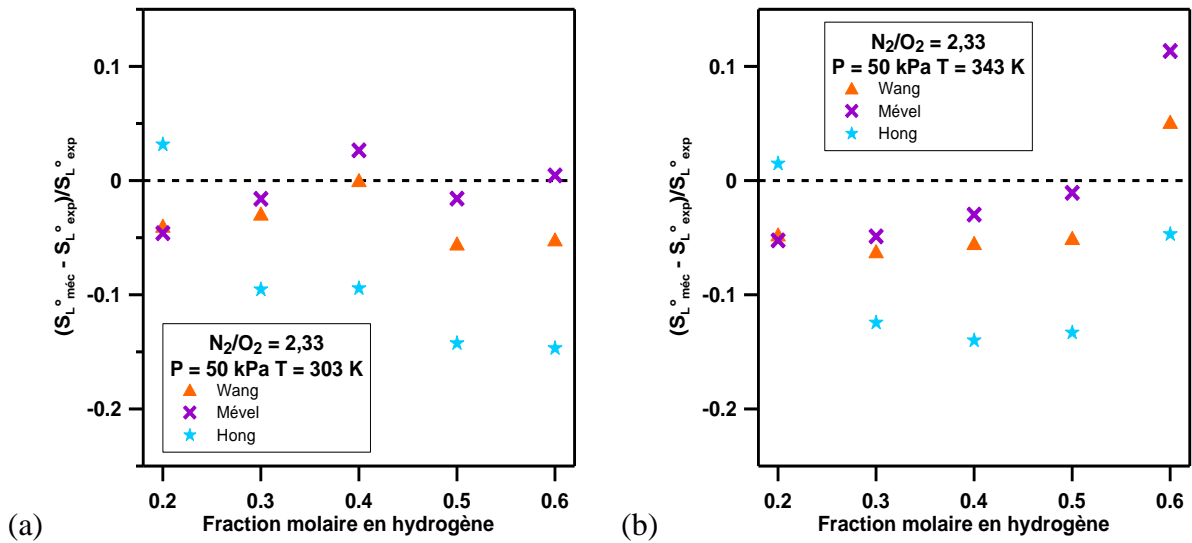 0.1
0
-0.1
-0.2
(S_L°_méc - S_L°_exp)/S_L°_exp
N2/O2 = 2,33
P = 50 kPa T = 303 K
Wang
Mével
Hong
0.2 0.3 0.4 0.5 0.6
Fraction molaire en hydrogène
(a)
0.1
0
-0.1
-0.2
(S_L°_méc - S_L°_exp)/S_L°_exp
N2/O2 = 2,33
P = 50 kPa T = 343 K
Wang
Mével
Hong
0.2 0.3 0.4 0.5 0.6
Fraction molaire en hydrogène
(b)